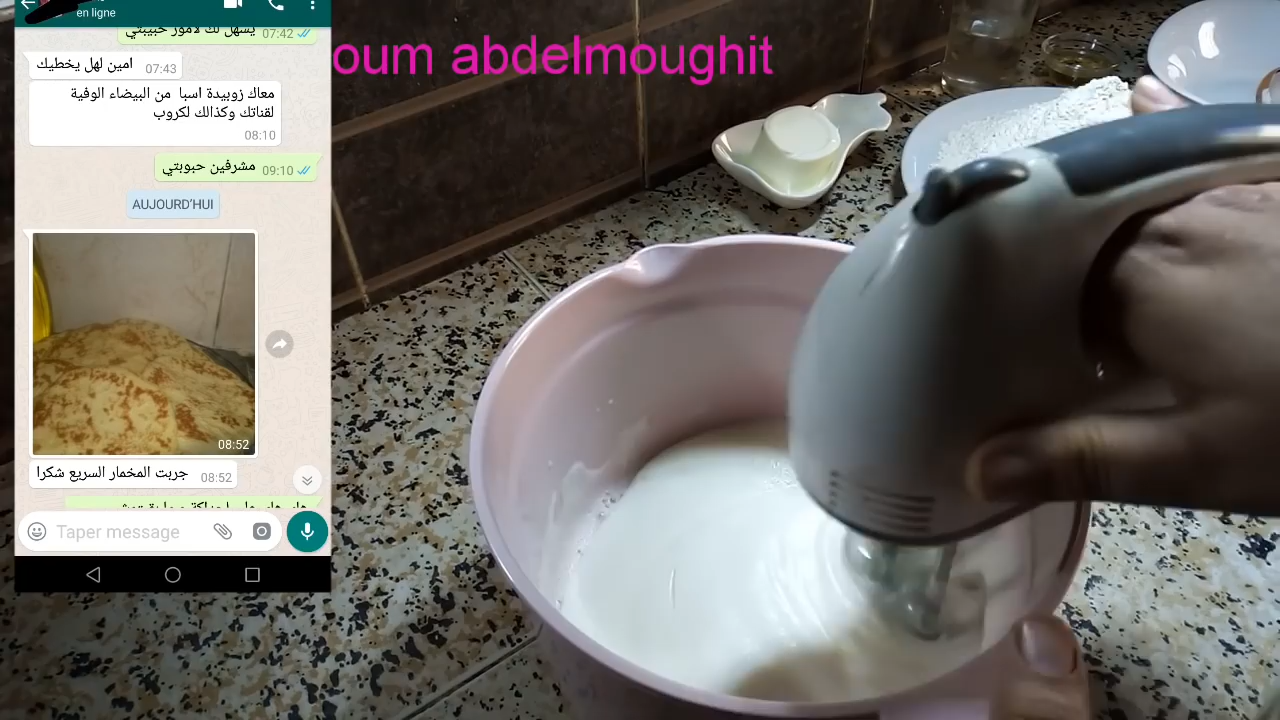 en ligne
يسهل لك لامور حبيبتي 07:42
oum abdelmoughit
امين لهل يخطيك 07:43
معاك زوبيدة اسبا من البيضاء الوفية
لقناتك وكذالك لكروب
08:10
مشرفين حبوبتي 09:10
AUJOURD'HUI
08:52
جربت المخمار السريع شكرا 08:52
Taper message